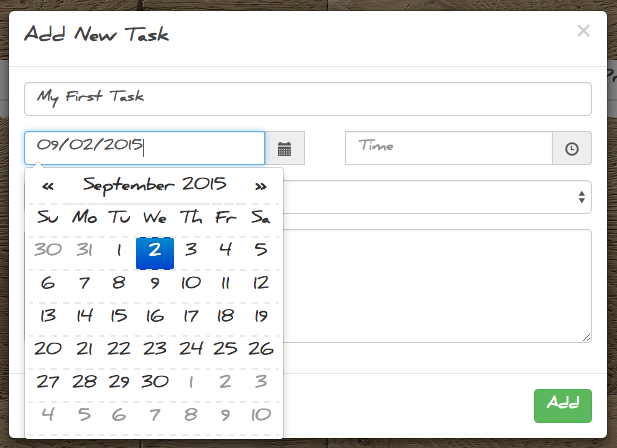 Add New Task ×
My First Task
09/02/2015 Time
« September 2015 »
Su Mo Tu We Th Fr Sa
30 31 1 2 3 4 5
6 7 8 9 10 11 12
13 14 15 16 17 18 19
20 21 22 23 24 25 26
27 28 29 30 1 2 3
4 5 6 7 8 9 10
Add